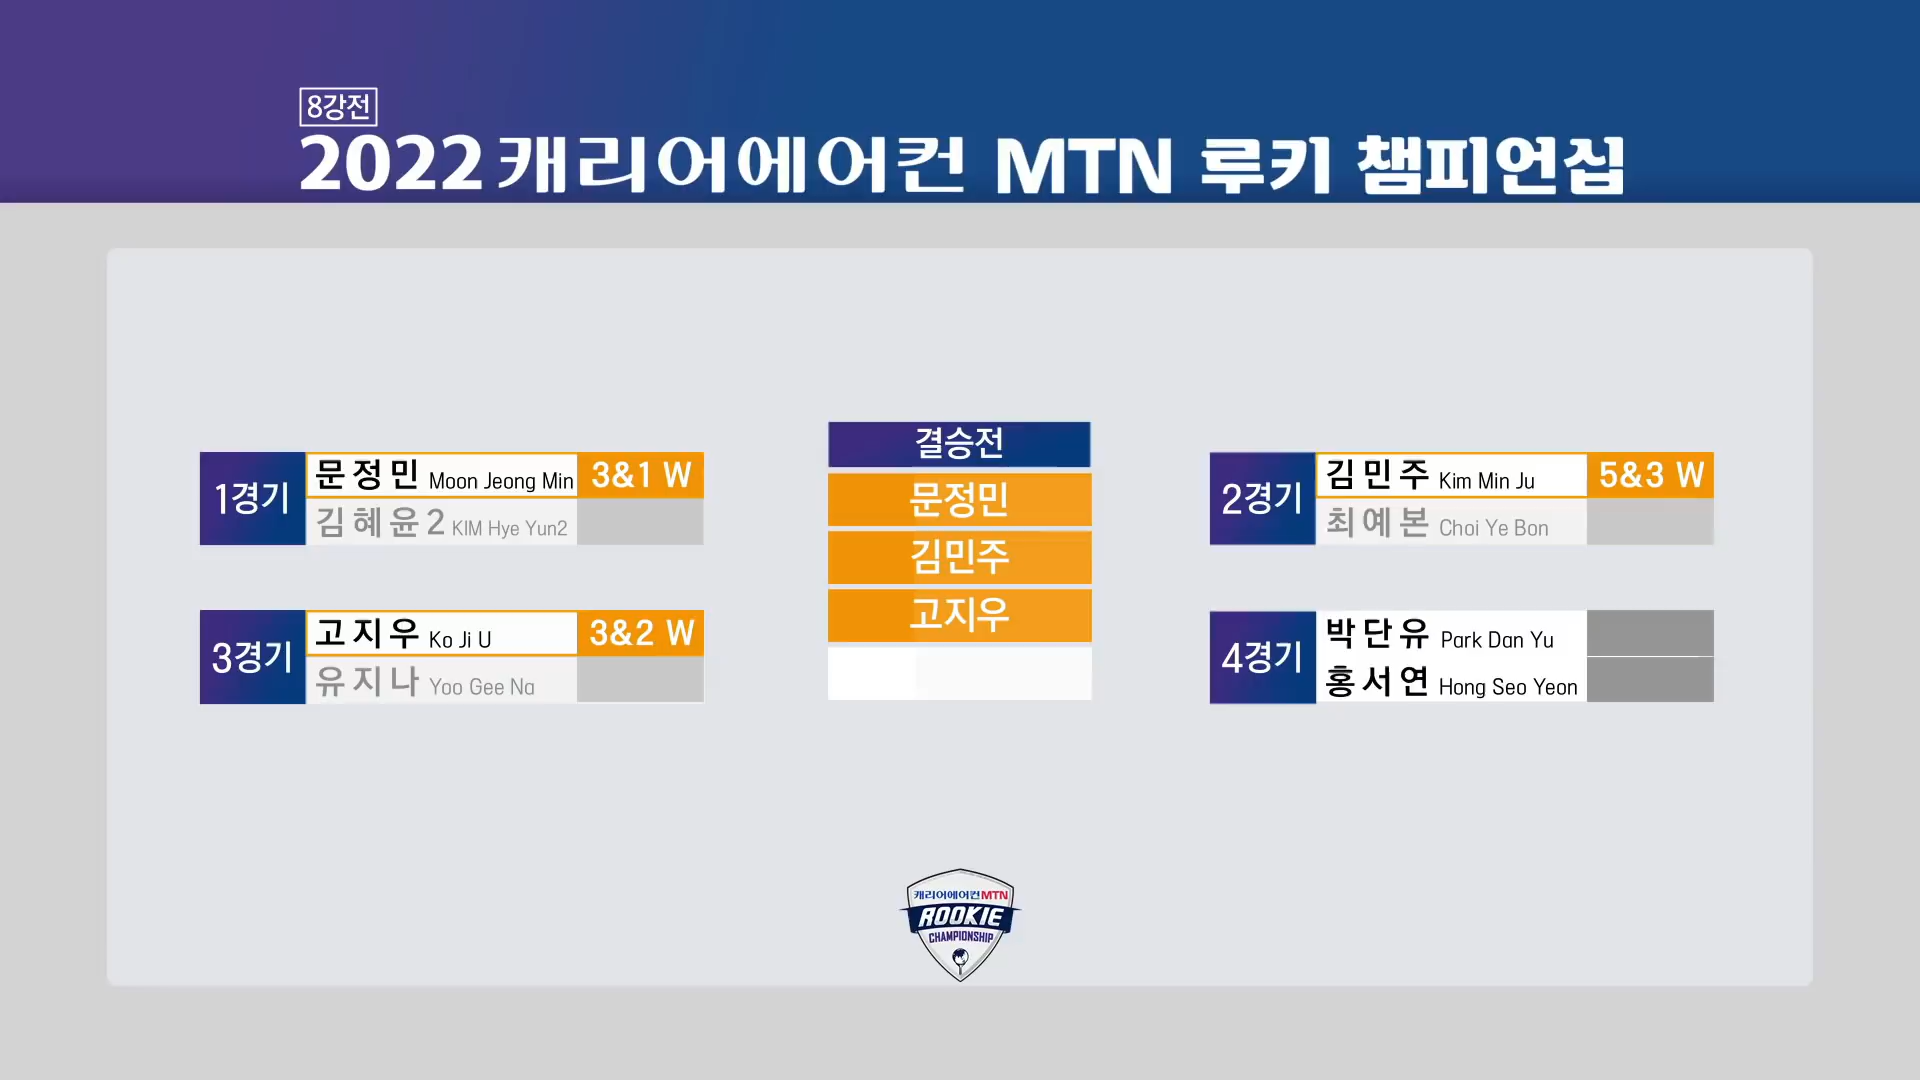 8강전
2022 캐리어에어컨 MTN 루키 챔피언십
1경기
문정민 Moon Jeong Min 3&1 W
김혜윤2 KIM Hye Yun2
3경기
고지우 Ko Ji U 3&2 W
유지나 Yoo Gee Na
결승전
문정민
김민주
고지우
2경기
김민주 Kim Min Ju 5&3 W
최예본 Choi Ye Bon
4경기
박단유 Park Dan Yu
홍서연 Hong Seo Yeon
캐리어에어컨 MTN
ROOKIE
CHAMPIONSHIP